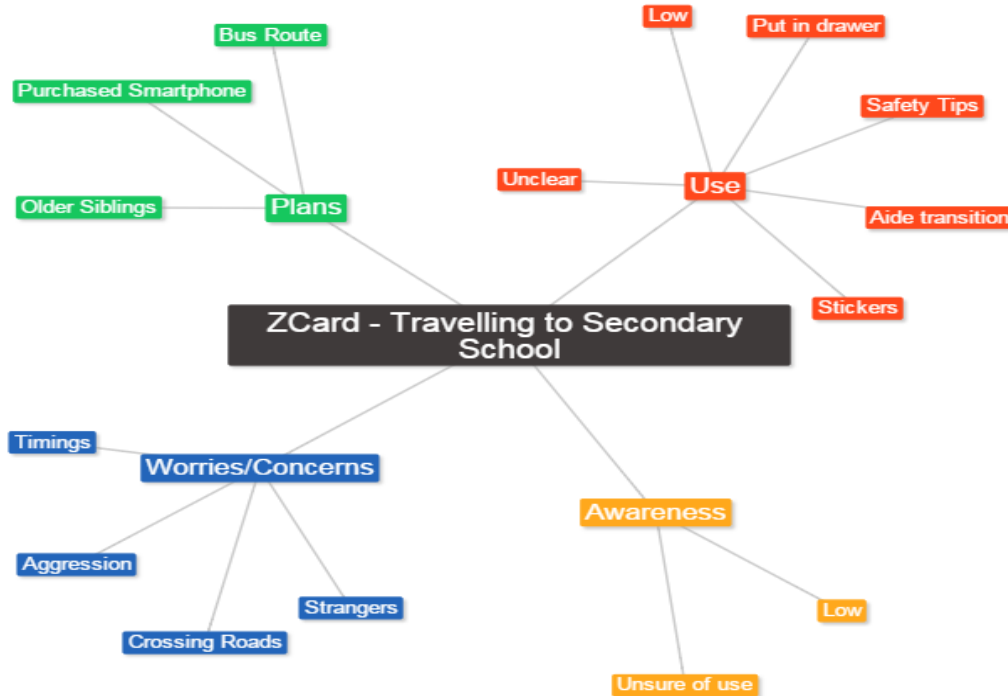 Low
Put in drawer
Bus Route
Purchased Smartphone
Safety Tips
Unclear
Use
Older Siblings
Plans
Aide transition
Stickers
ZCard - Travelling to Secondary
School
Timings
Worries/Concerns
Awareness
Aggression
Strangers
Low
Crossing Roads
Unsure of use